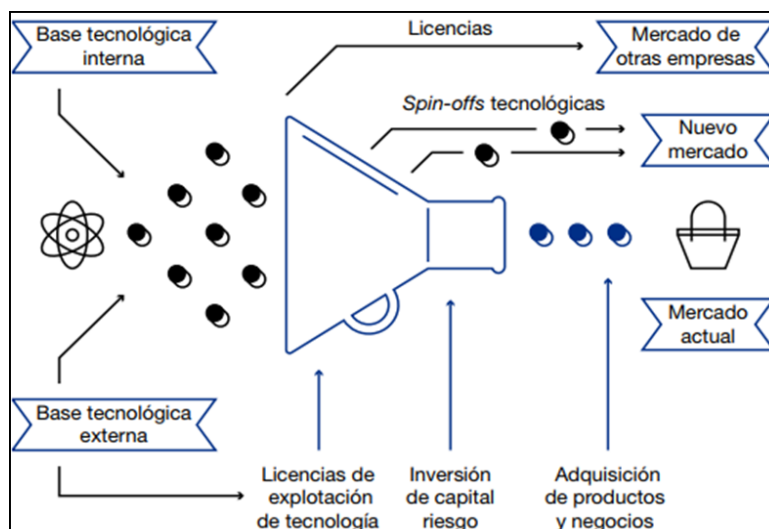 Base tecnológica
interna
Licencias
Mercado de
otras empresas
Spin-offs tecnológicas
Nuevo
mercado
Mercado
actual
Base tecnológica
externa
Licencias de
explotación
de tecnología
Inversión
de capital
riesgo
Adquisición
de productos
y negocios